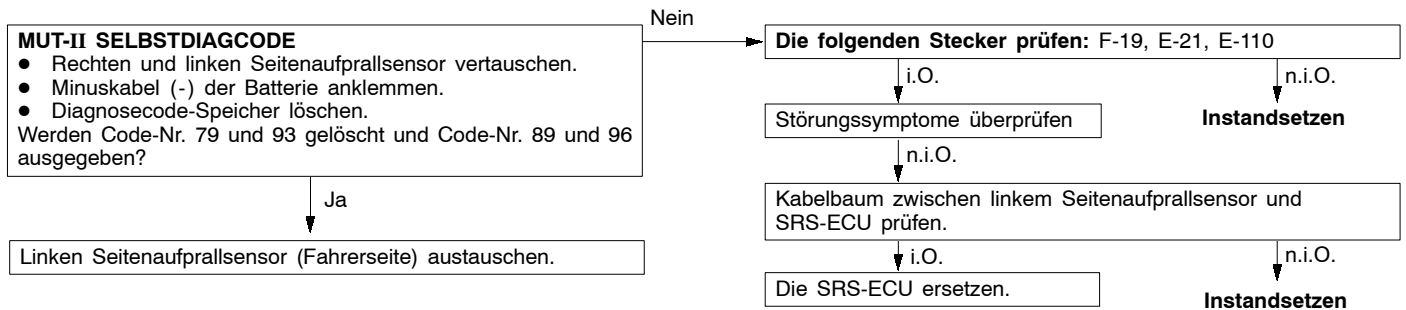 MUT-II SELBSTDIAGCODE
● Rechten und linken Seitenaufprallsensor vertauschen.
● Minuskabel (-) der Batterie anklemmen.
● Diagnosecode-Speicher löschen.
Werden Code-Nr. 79 und 93 gelöscht und Code-Nr. 89 und 96
ausgegeben?
Ja
Linken Seitenaufprallsensor (Fahrerseite) austauschen.
Nein
Die folgenden Stecker prüfen: F-19, E-21, E-110
i.O.
n.i.O.
Störungssymptome überprüfen
Instandsetzen
n.i.O.
Kabelbaum zwischen linkem Seitenaufprallsensor und
SRS-ECU prüfen.
i.O.
n.i.O.
Die SRS-ECU ersetzen.
Instandsetzen